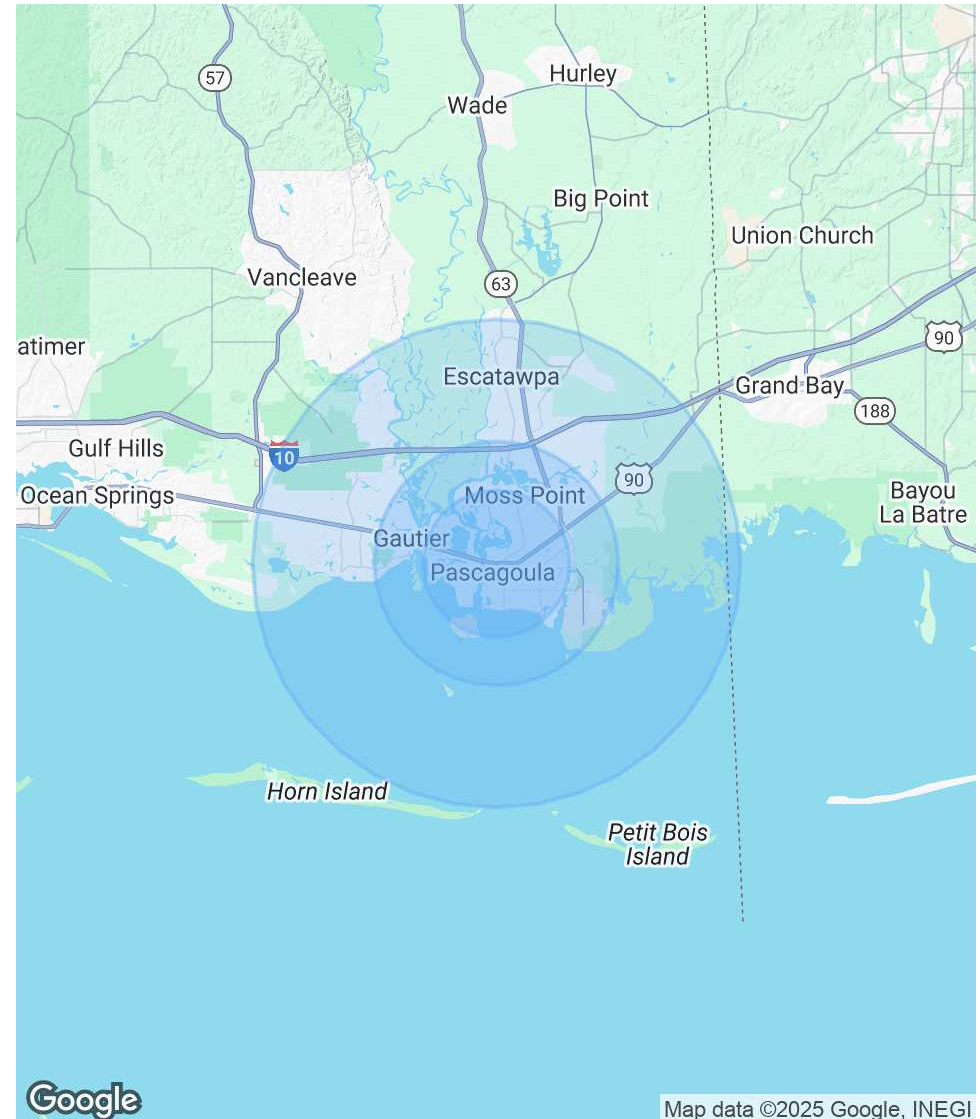 57
Hurley
Wade
Big Point
Union Church
Vancleave
63
atimer
90
Escatawpa
Grand Bay
188
Gulf Hills
10
90
Ocean Springs
Moss Point
Bayou
La Batre
Gautier
Pascagoula
Horn Island
Petit Bois
Island
Google
Map data ©2025 Google, INEGI